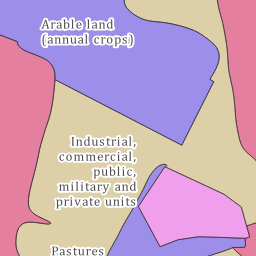 Arable land
(annual crops)
Industrial,
commercial,
public,
military and
private units
Pastures